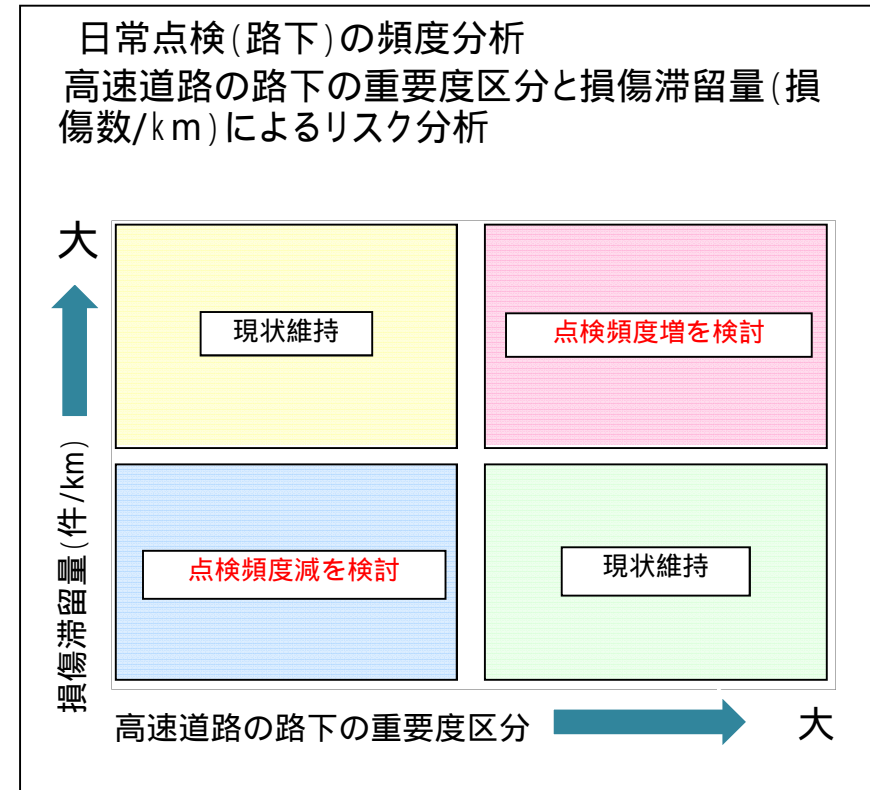 日常点検(路下)の頻度分析
高速道路の路下の重要度区分と損傷滞留量(損
傷数/km)によるリスク分析
大
現状維持
点検頻度増を検討
損傷滞留量(件/km)
点検頻度減を検討
現状維持
高速道路の路下の重要度区分
大